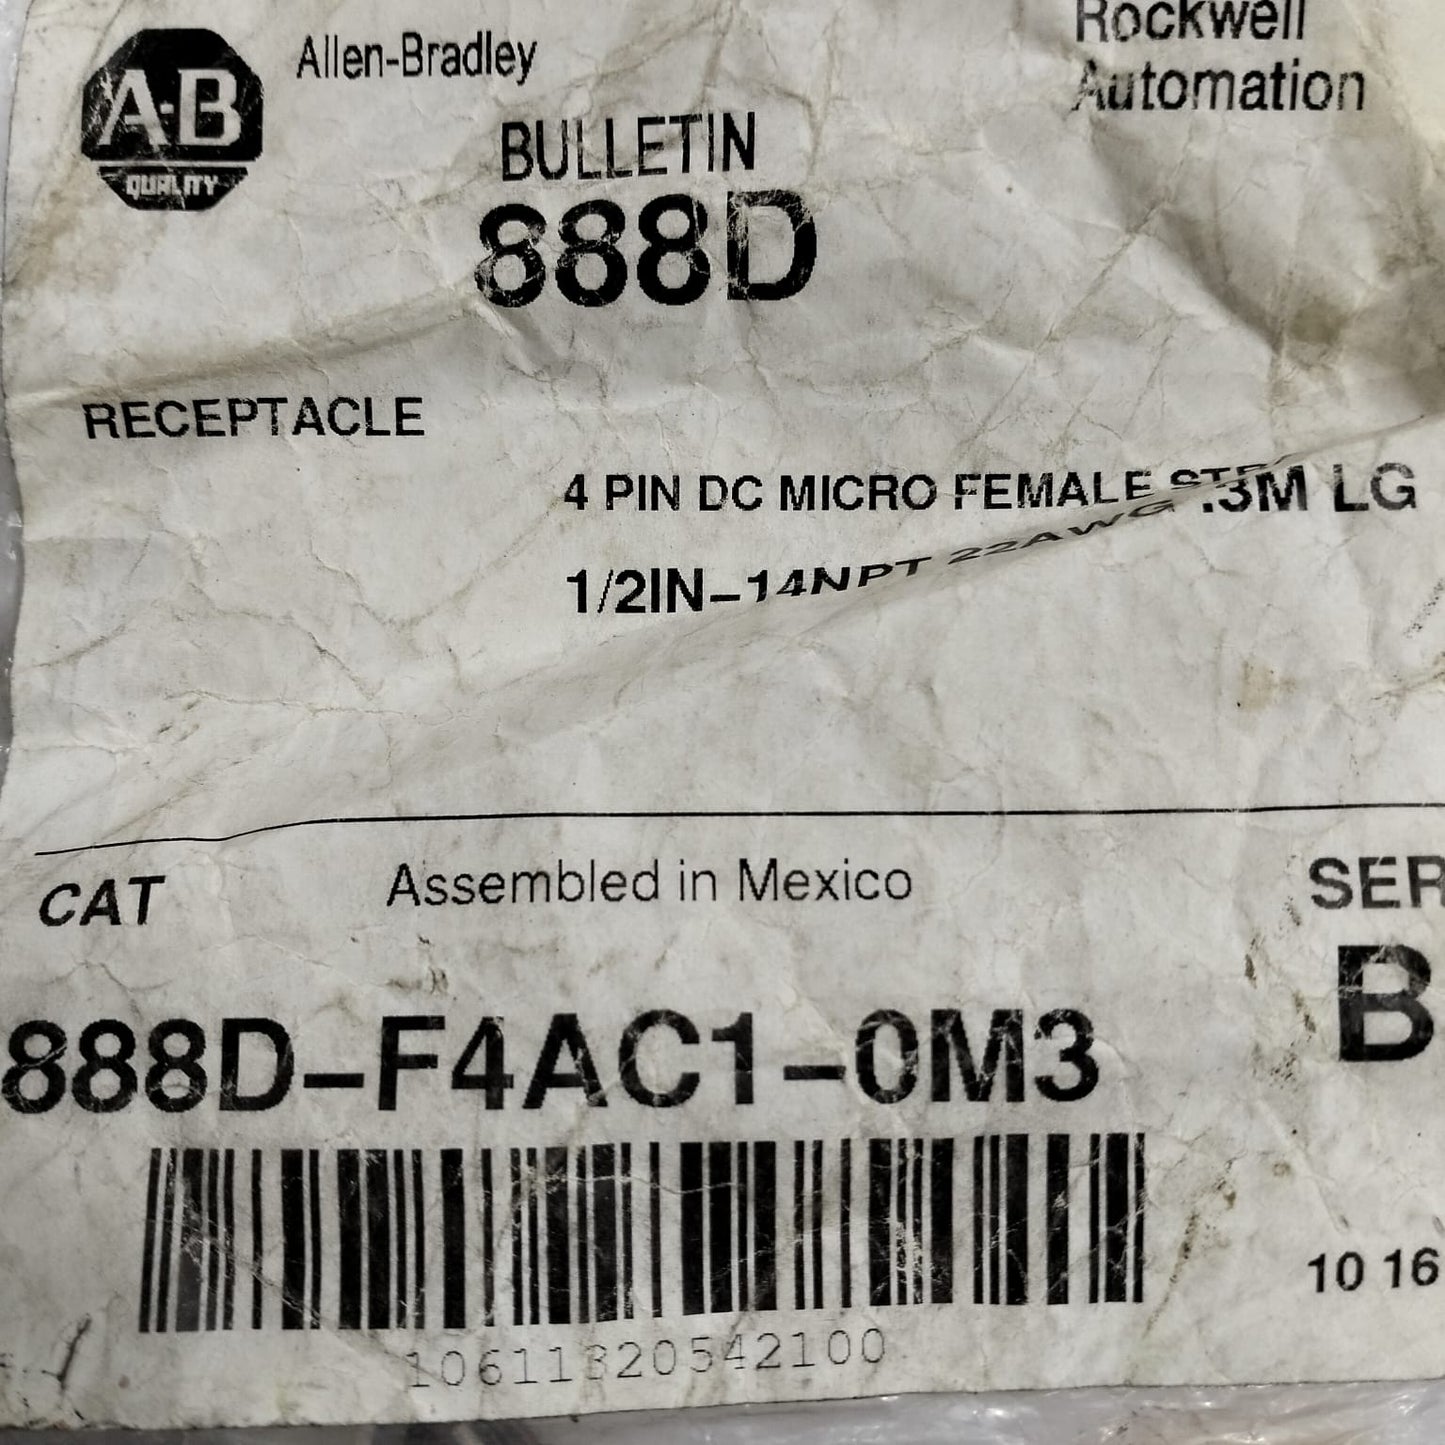 A-B
QUALITY
Allen-Bradley
Rockwell
Automation
BULLETIN
888D
RECEPTACLE
4 PIN DC MICRO FEMALE .3M LG
1/2IN-14NPT 22AWG
CAT
Assembled in Mexico
SER
888D-F4AC1-0M3
B
10 16
10611320542100